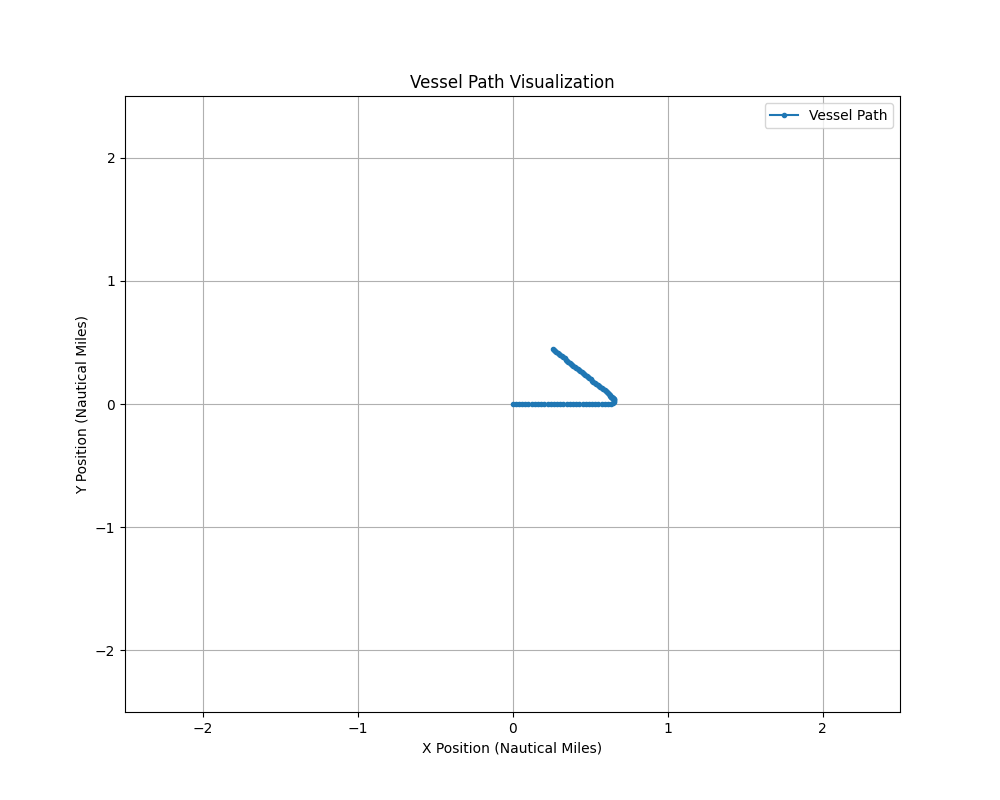 Vessel Path Visualization
Vessel Path
2
1
0
−1
−2
Y Position (Nautical Miles)
−2
−1
0
1
2
X Position (Nautical Miles)